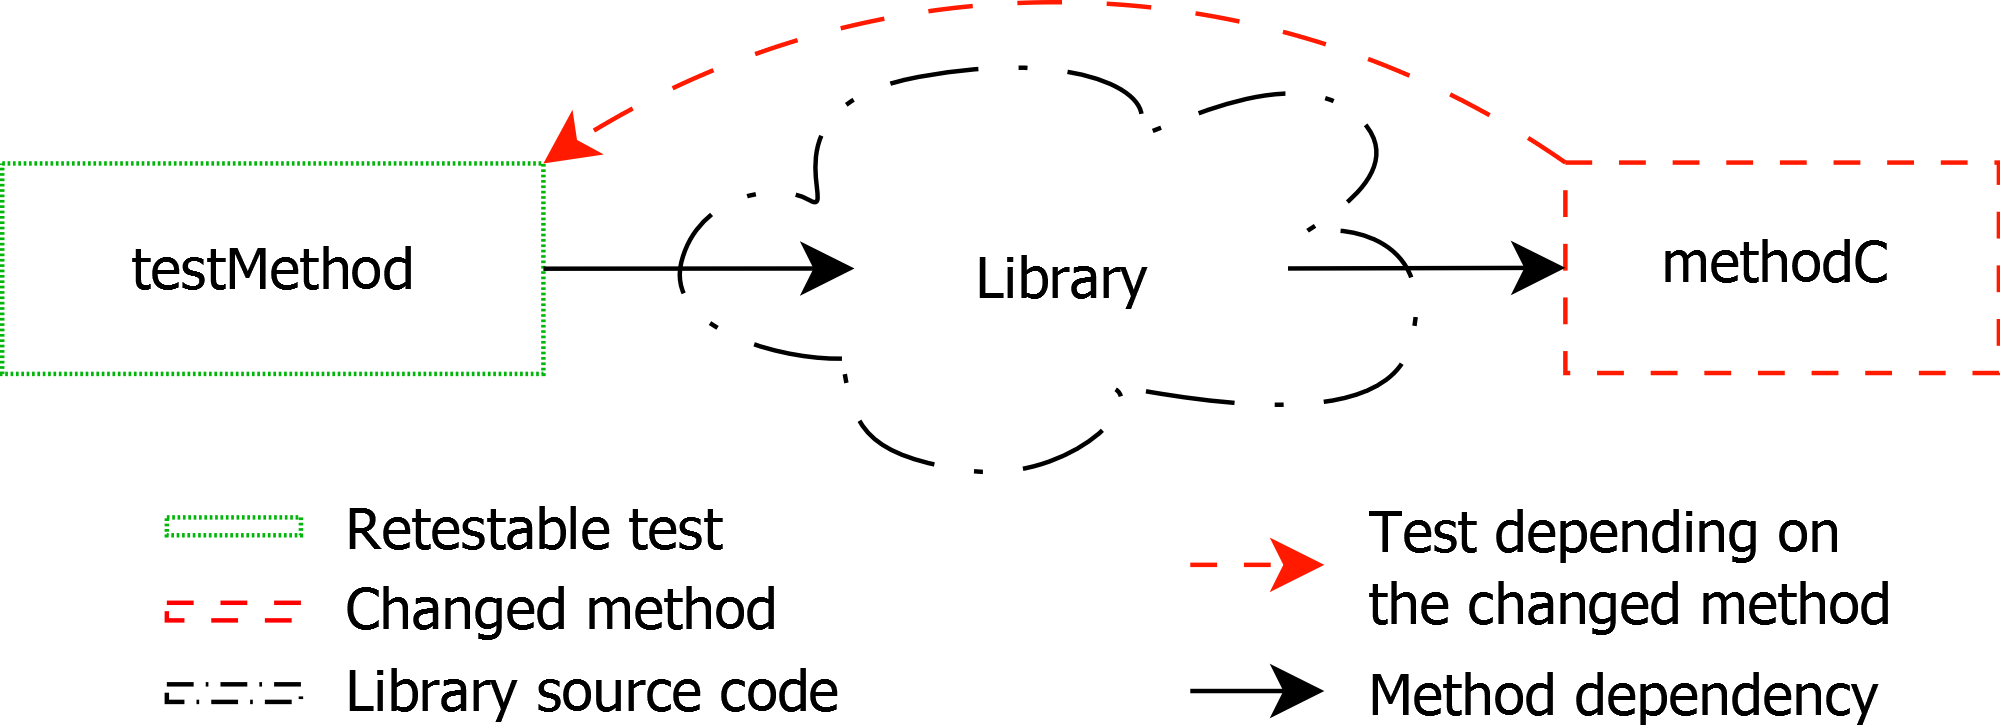 testMethod
Library
methodC
Retestable test
Changed method
Library source code
Test depending on
the changed method
Method dependency